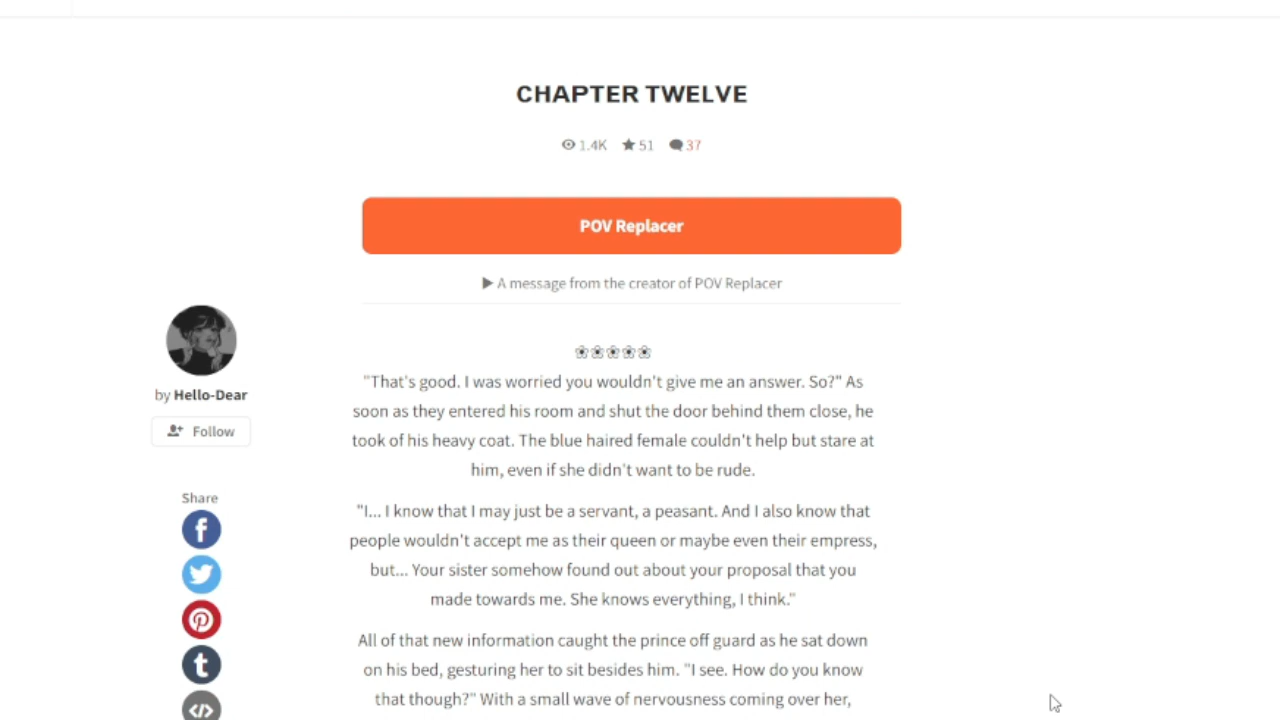 CHAPTER TWELVE
1.4K 51 37
POV Replacer
▶ A message from the creator of POV Replacer
by Hello-Dear
Follow
Share
❀❀❀❀❀
"That's good. I was worried you wouldn't give me an answer. So?" As
soon as they entered his room and shut the door behind them close, he
took of his heavy coat. The blue haired female couldn't help but stare at
him, even if she didn't want to be rude.
"I... I know that I may just be a servant, a peasant. And I also know that
people wouldn't accept me as their queen or maybe even their empress,
but... Your sister somehow found out about your proposal that you
made towards me. She knows everything, I think."
All of that new information caught the prince off guard as he sat down
on his bed, gesturing her to sit besides him. "I see. How do you know
that though?" With a small wave of nervousness coming over her,